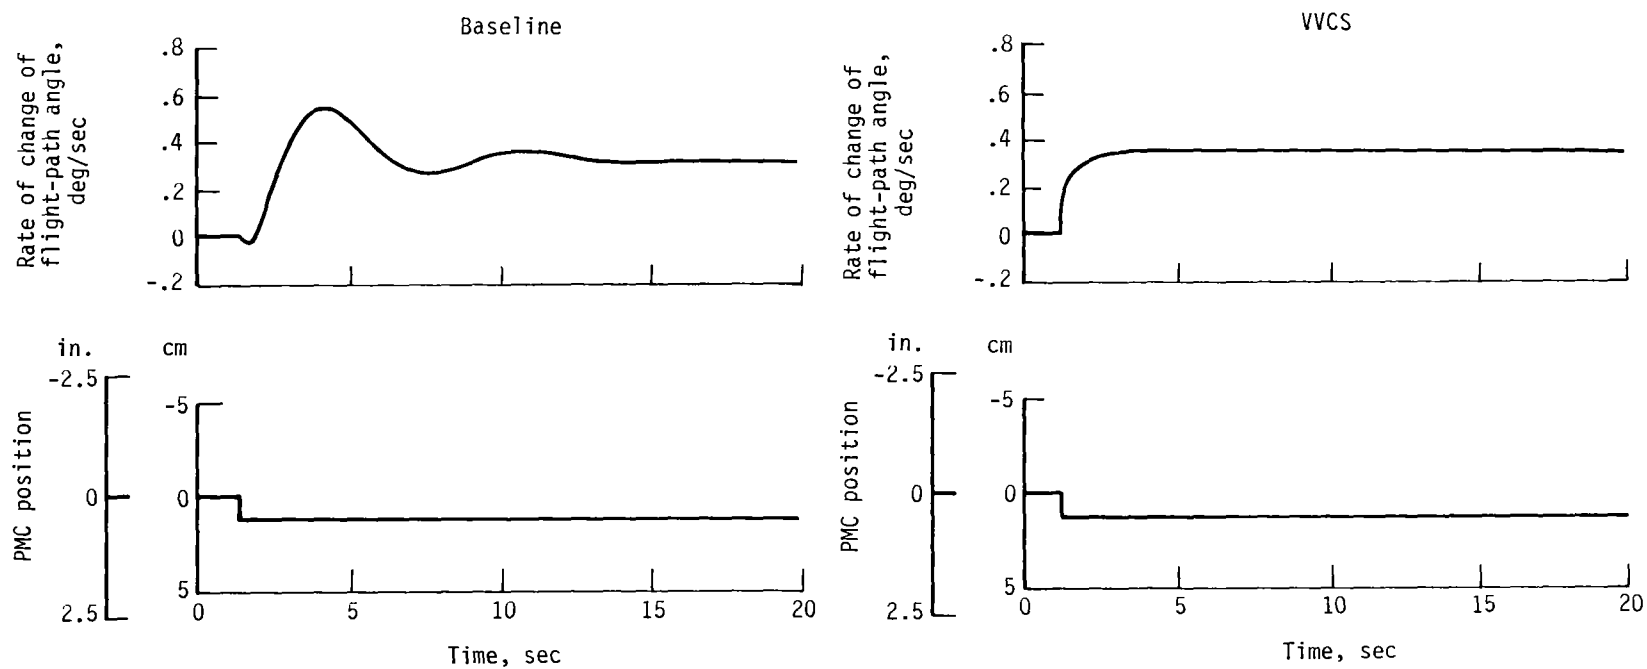 Baseline
Rate of change of
flight-path angle,
deg/sec
.8
.6
.4
.2
0
-.2
in.
cm
PMC position
-2.5
0
2.5
-5
0
5
0
5
10
15
20
Time, sec
VVCS
Rate of change of
flight-path angle,
deg/sec
.8
.6
.4
.2
0
-.2
in.
cm
PMC position
-2.5
0
2.5
-5
0
5
0
5
10
15
20
Time, sec